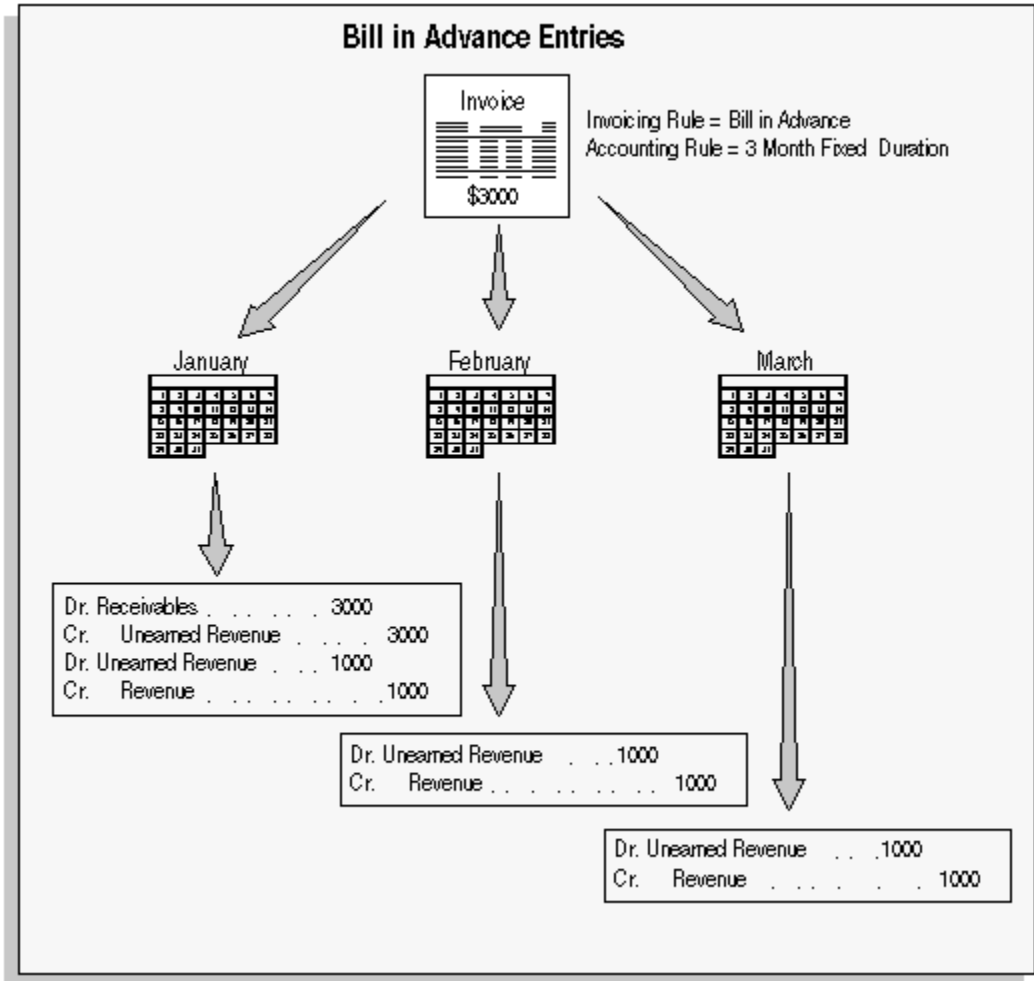 Bill in Advance Entries
Invoice
$3000
Invoicing Rule = Bill in Advance
Accounting Rule = 3 Month Fixed Duration
January
February
March
Dr. Receivables . . . . . 3000
Cr. Unearned Revenue . . . . 3000
Dr. Unearned Revenue . . . 1000
Cr. Revenue . . . . . . . . 1000
Dr. Unearned Revenue . . . 1000
Cr. Revenue . . . . . . . . . 1000
Dr. Unearned Revenue . . . 1000
Cr. Revenue . . . . . . 1000